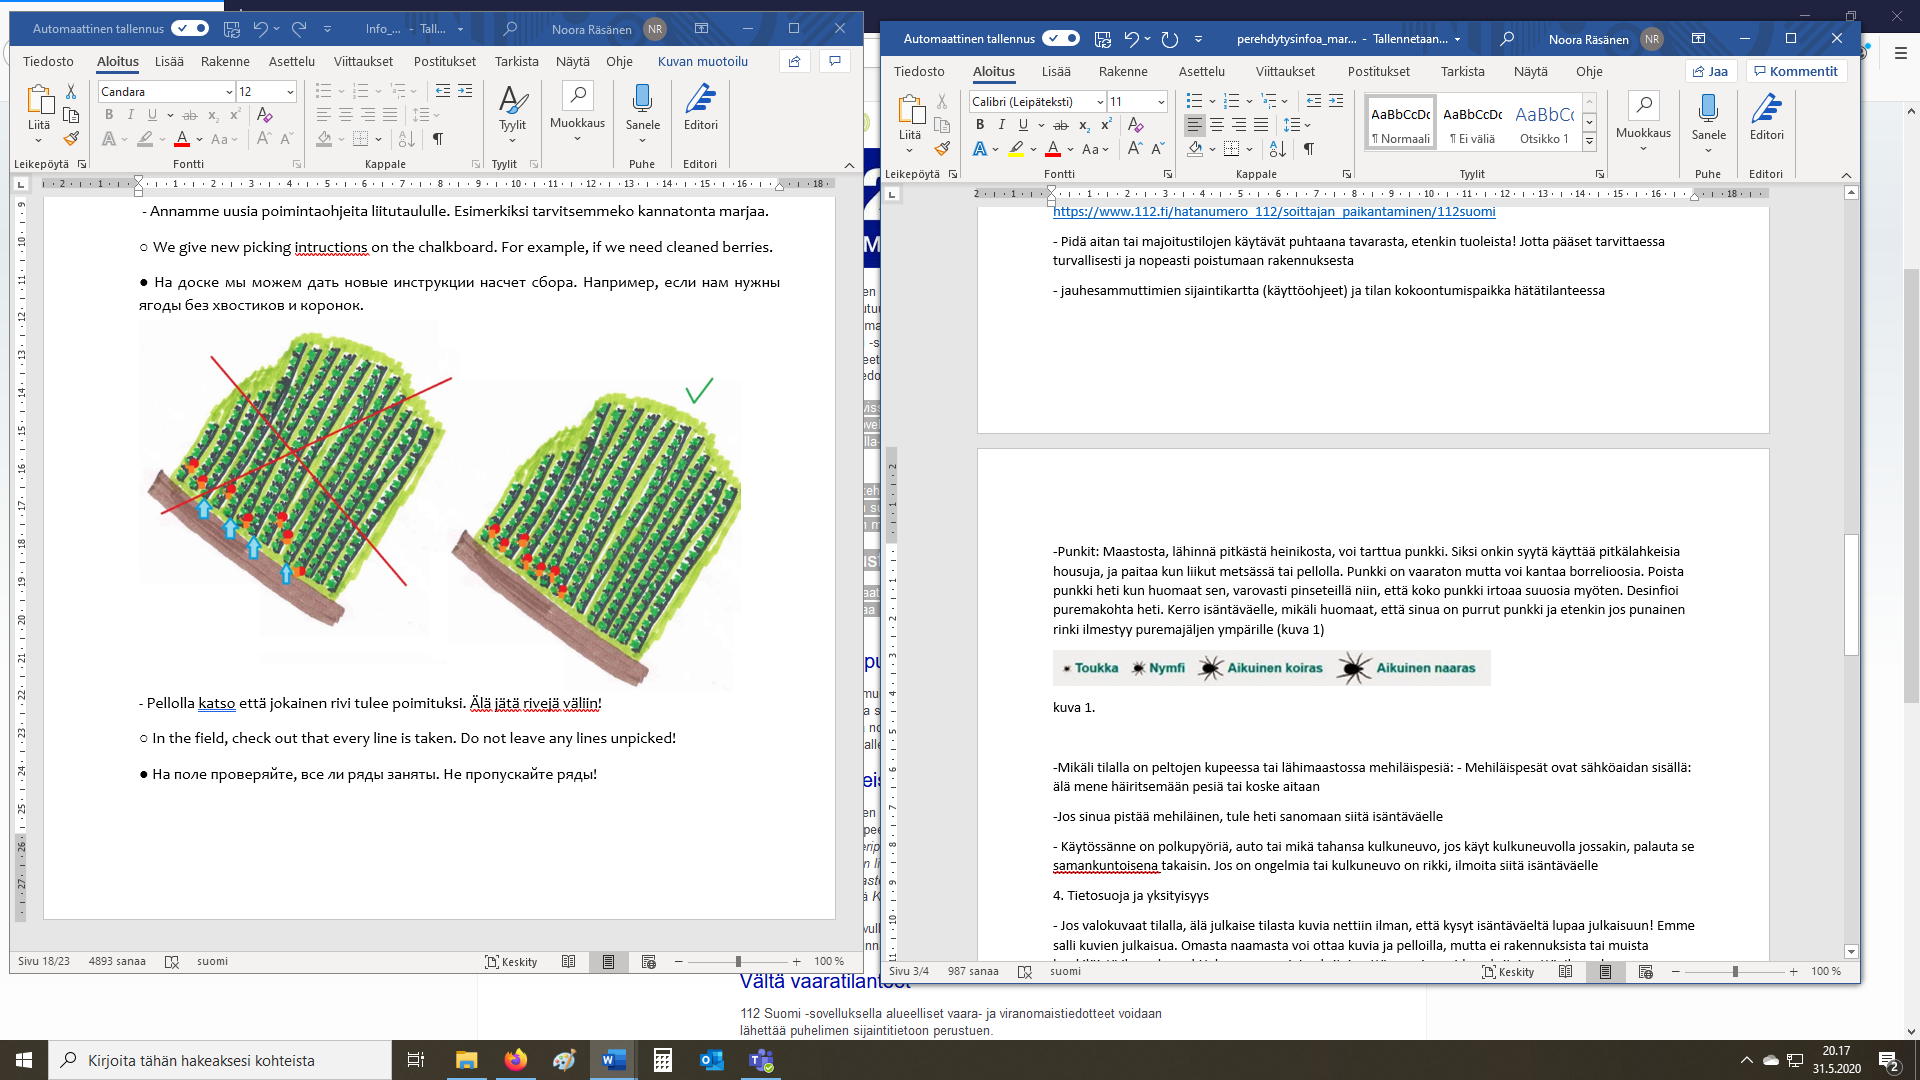 Automaattinen tallennus
Info_... - Tall...
Noora Räsänen
NR
Tiedosto Aloitus Lisää Rakenne Asettelu Viittaukset Postitukset Tarkista Näytä Ohje Kuvan muotoilu
Liitä
Candara
12
Tyylit
Muokkaus
Sanele
Editori
Leikepöytä
Fontti
Kappale
Tyylit
Puhe
Editori
- Annamme uusia poimintaohjeita liitutaululle. Esimerkiksi tarvitsemmeko kannatonta marjaa.
○ We give new picking intructions on the chalkboard. For example, if we need cleaned berries.
● На доске мы можем дать новые инструкции насчет сбора. Например, если нам нужны
ягоды без хвостиков и коронок.
- Pellolla katso että jokainen rivi tulee poimituksi. Älä jätä rivejä väliin!
○ In the field, check out that every line is taken. Do not leave any lines unpicked!
● На поле проверяйте, все ли ряды заняты. Не пропускайте ряды!
Sivu 18/23 4893 sanaa suomi Keskity 100 %
Automaattinen tallennus
perehdytysinfoa_mar... - Tallennetaan...
Noora Räsänen
NR
Tiedosto Aloitus Lisää Rakenne Asettelu Viittaukset Postitukset Tarkista Näytä Ohje Jaa Kommentit
Liitä
Calibri (Leipäteksti)
11
AaBbCcDc AaBbCcDc AaBbCc
¶ Normaali ¶ Ei väliä Otsikko 1
Muokkaus
Sanele
Editori
Leikepöytä
Fontti
Kappale
Tyylit
Puhe
Editori
https://www.112.fi/hatanumero_112/soittajan_paikantaminen/112suomi
- Pidä aitan tai majoitustilojen käytävät puhtaana tavarasta, etenkin tuoleista! Jotta pääset tarvittaessa
turvallisesti ja nopeasti poistumaan rakennuksesta
- jauhesammuttimien sijaintikartta (käyttöohjeet) ja tilan kokoontumispaikka hätätilanteessa
-Punkit: Maastosta, lähinnä pitkästä heinikosta, voi tarttua punkki. Siksi onkin syytä käyttää pitkälahkeisia
housuja, ja paitaa kun liikut metsässä tai pellolla. Punkki on vaaraton mutta voi kantaa borrelioosia. Poista
punkki heti kun huomaat sen, varovasti pinseteillä niin, että koko punkki irtoaa suuosia myöten. Desinfioi
puremakohta heti. Kerro isäntäväelle, mikäli huomaat, että sinua on purrut punkki ja etenkin jos punainen
rinki ilmestyy puremajäljen ympärille (kuva 1)
Toukka Nymfi Aikuinen koiras Aikuinen naaras
kuva 1.
-Mikäli tilalla on peltojen kupeessa tai lähimaastossa mehiläispesiä: - Mehiläispesät ovat sähköaidan sisällä:
älä mene häiritsemään pesiä tai koske aitaan
-Jos sinua pistää mehiläinen, tule heti sanomaan siitä isäntäväelle
- Käytössänne on polkupyöriä, auto tai mikä tahansa kulkuneuvo, jos käyt kulkuneuvolla jossakin, palauta se
samankuntoisena takaisin. Jos on ongelmia tai kulkuneuvo on rikki, ilmoita siitä isäntäväelle
4. Tietosuoja ja yksityisyys
- Jos valokuvaat tilalla, älä julkaise tilasta kuvia nettiin ilman, että kysyt isäntäväeltä lupaa julkaisuun! Emme
salli kuvien julkaisua. Omasta naamasta voi ottaa kuvia ja pelloilla, mutta ei rakennuksista tai muista
Sivu 3/4 987 sanaa suomi Keskity 100 %
Vältä vaaratilanteet
112 Suomi -sovelluksella alueelliset vaara- ja viranomaistiedotteet voidaan
lähettää puhelimen sijaintitietoon perustuen.
Kirjoita tähän hakeaksesi kohteista
20.17
31.5.2020
2